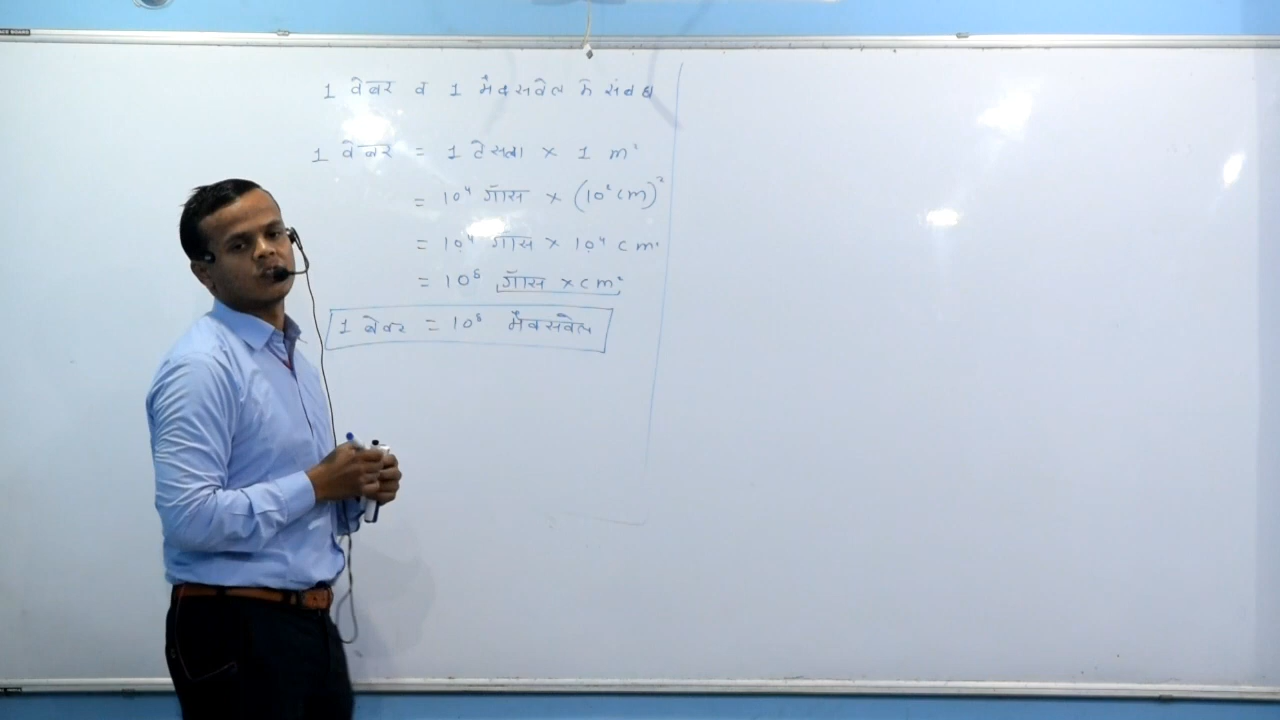 1 वेबर व 1 मैक्सवेल में संबंध
1 वेबर = 1 टेसला × 1 m²
= 10⁴ गॉस × (10² cm)²
= 10⁴ गॉस × 10⁴ cm²
= 10⁸ गॉस × cm²
1 वेबर = 10⁸ मैक्सवेल